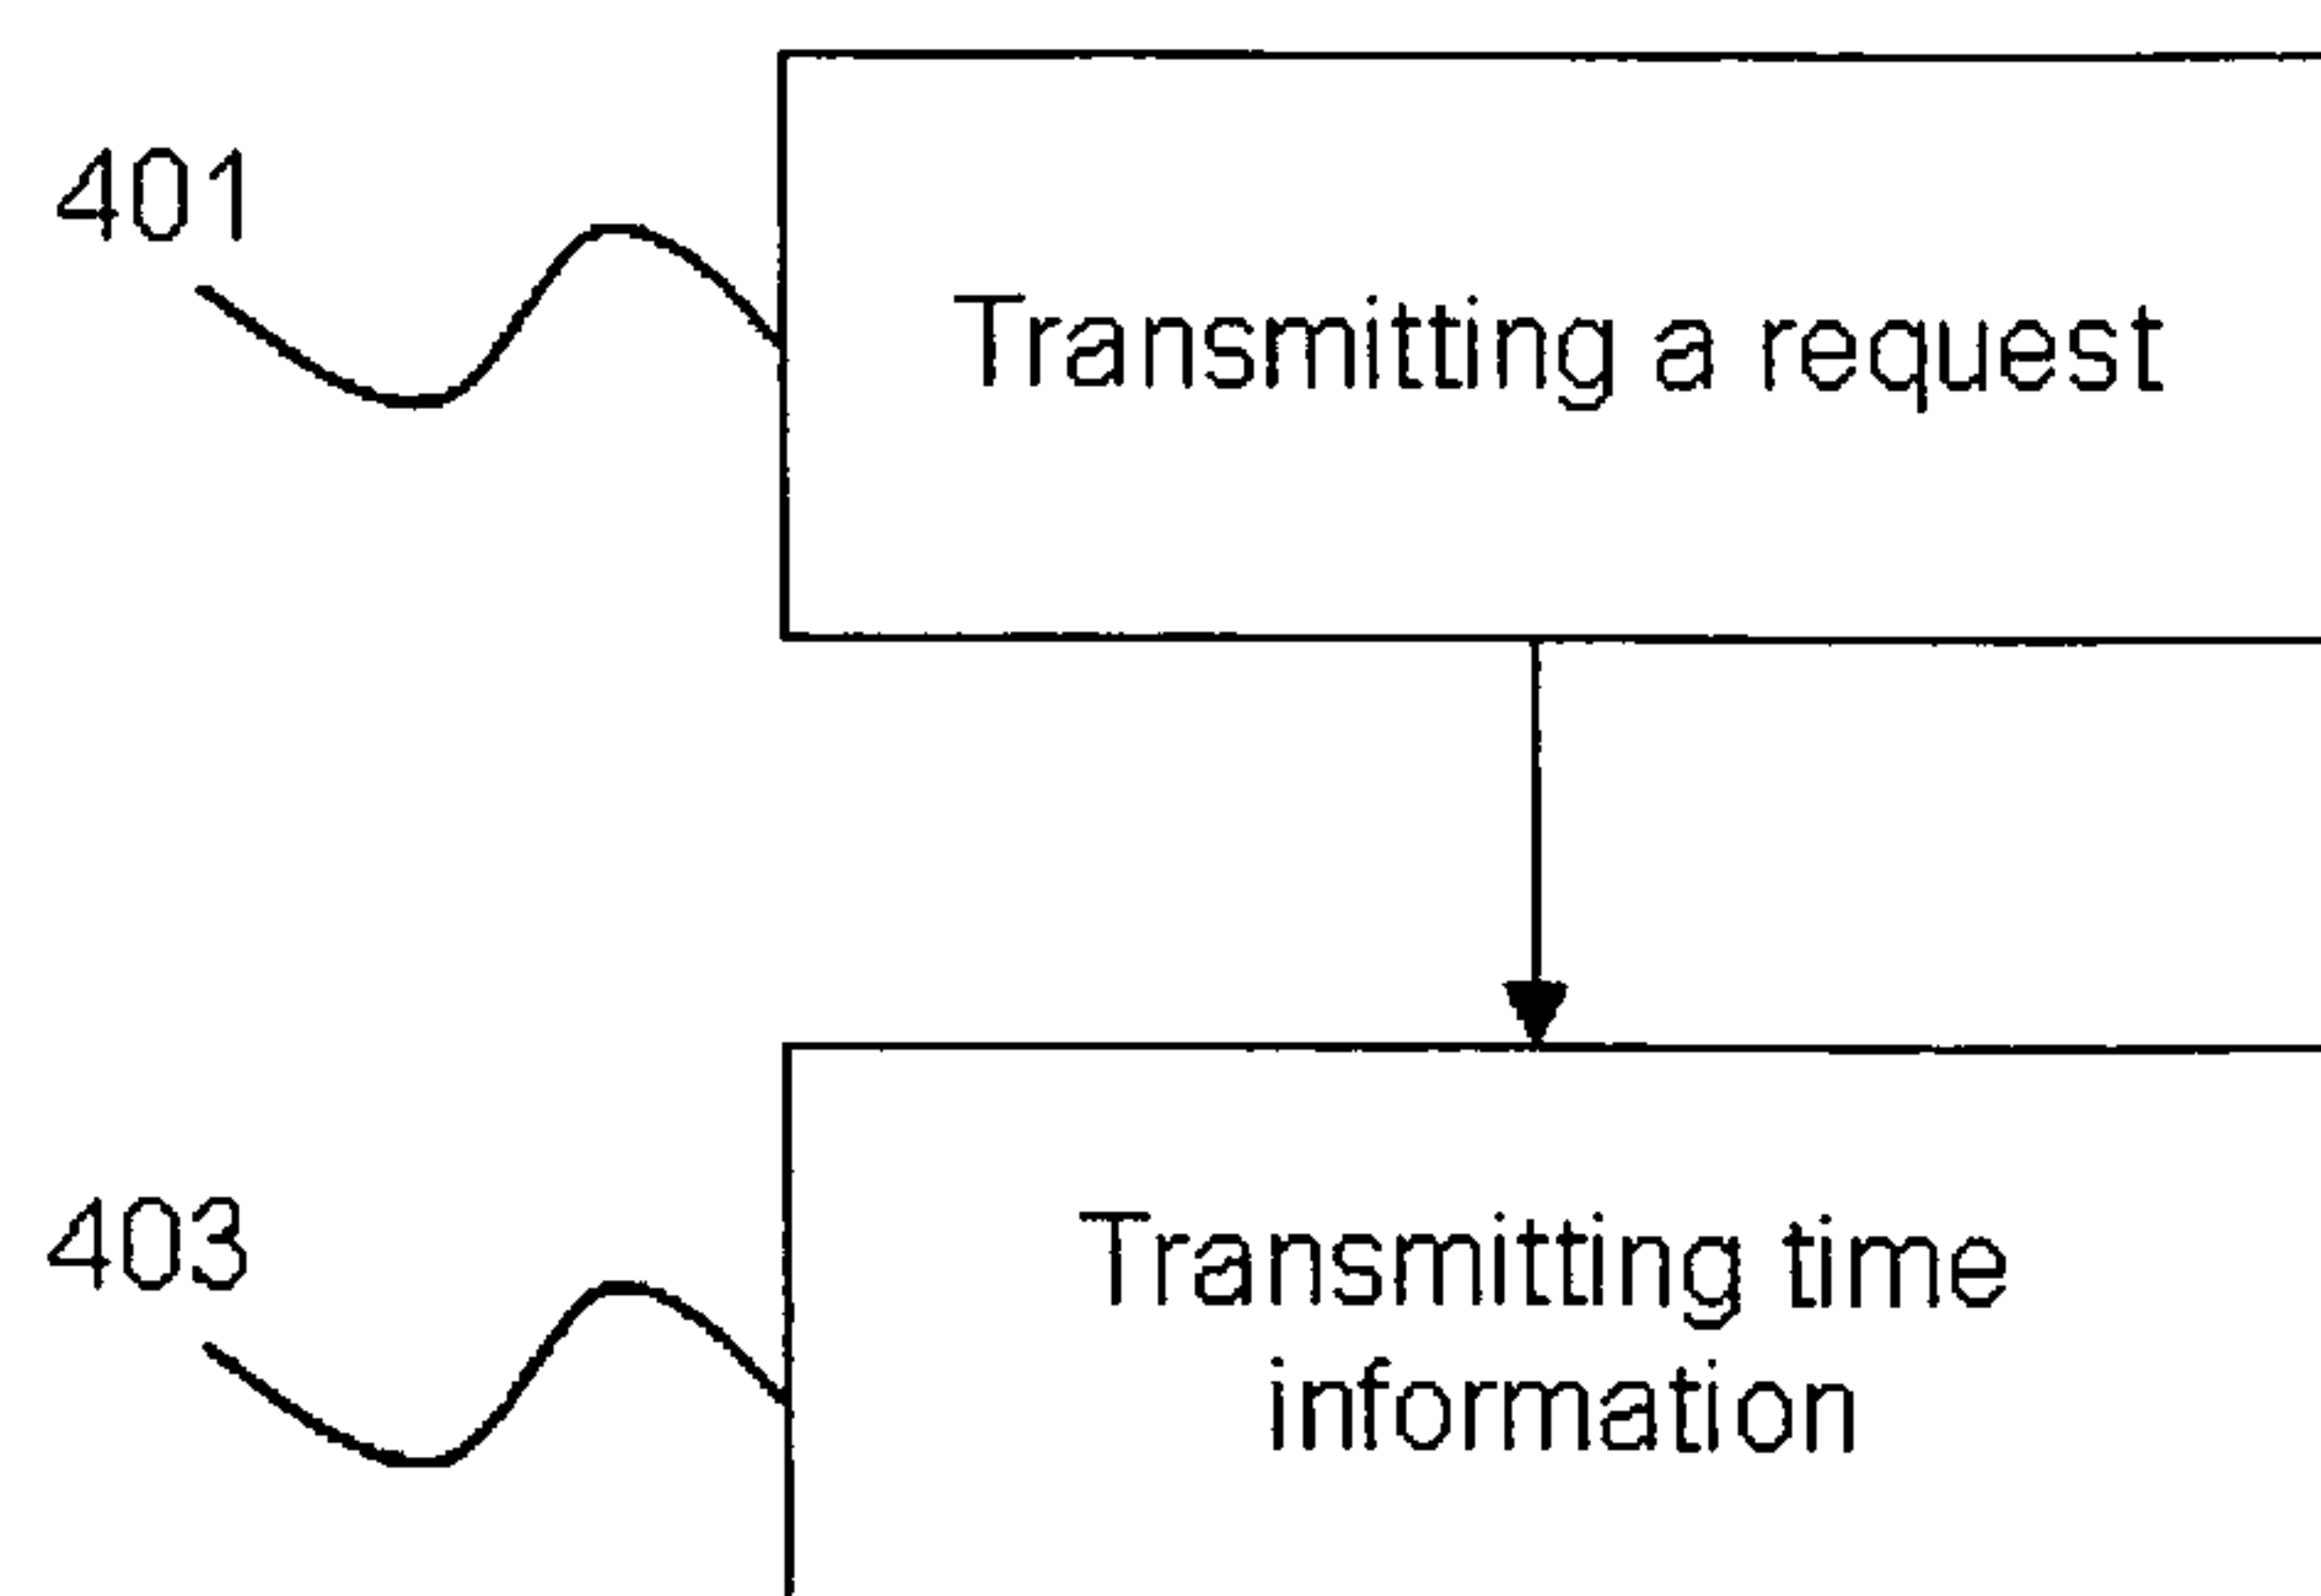 401
Transmitting a request
403
Transmitting time
information